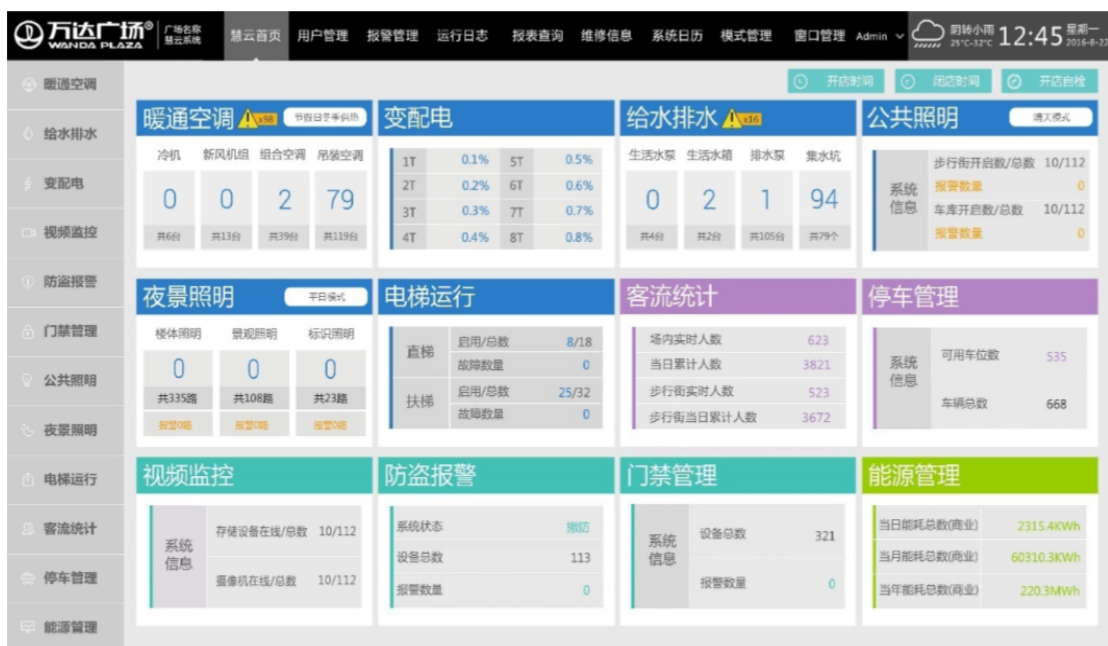 万达广场®
WANDA PLAZA
广场名称
慧云系统
慧云首页 用户管理 报警管理 运行日志 报表查询 维修信息 系统日历 模式管理 窗口管理 Admin
阴转小雨
25°C-32°C
12:45
星期一
2016-8-22
暖通空调
给水排水
变配电
视频监控
防盗报警
门禁管理
公共照明
夜景照明
电梯运行
客流统计
停车管理
能源管理
开店时间 闭店时间 开店自检
暖通空调 x98 节假日冬季供热
冷机 新风机组 组合空调 吊装空调
0 0 2 79
共6台 共13台 共39台 共119台
变配电
1T 0.1% 5T 0.5%
2T 0.2% 6T 0.6%
3T 0.3% 7T 0.7%
4T 0.4% 8T 0.8%
给水排水 x16
生活水泵 生活水箱 排水泵 集水坑
0 2 1 94
共4台 共2台 共105台 共79个
公共照明 晴天模式
系统信息
步行街开启数/总数 10/112
报警数量 0
车库开启数/总数 10/112
报警数量 0
夜景照明 平日模式
楼体照明 景观照明 标识照明
0 0 0
共335路 共108路 共23路
报警0路 报警0路 报警0路
电梯运行
直梯
启用/总数 8/18
故障数量 0
扶梯
启用/总数 25/32
故障数量 0
客流统计
场内实时人数 623
当日累计人数 3821
步行街实时人数 523
步行街当日累计人数 3672
停车管理
系统信息
可用车位数 535
车辆总数 668
视频监控
系统信息
存储设备在线/总数 10/112
摄像机在线/总数 10/112
防盗报警
系统状态 撤防
设备总数 113
报警数量 0
门禁管理
系统信息
设备总数 321
报警数量 0
能源管理
当日能耗总数(商业) 2315.4KWh
当月能耗总数(商业) 60310.3KWh
当年能耗总数(商业) 220.3MWh